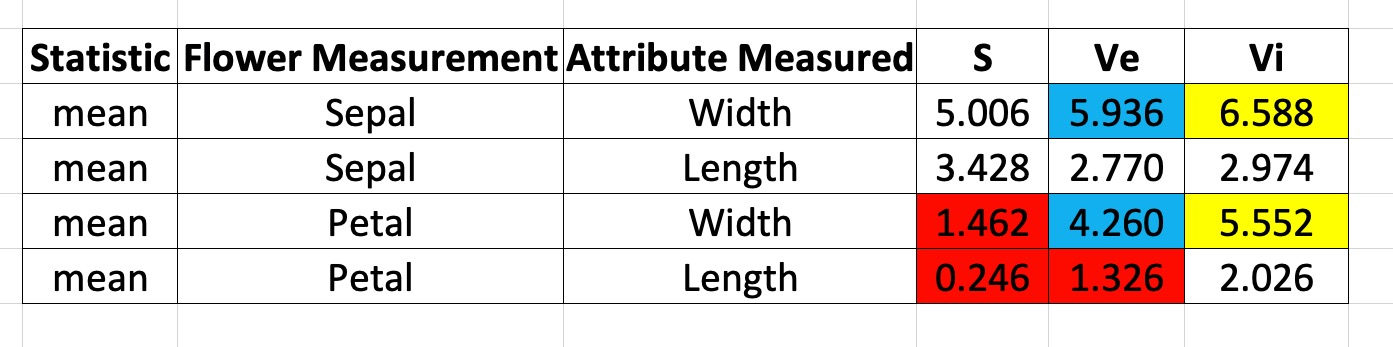 Statistic Flower Measurement Attribute Measured S Ve Vi
mean Sepal Width 5.006 5.936 6.588
mean Sepal Length 3.428 2.770 2.974
mean Petal Width 1.462 4.260 5.552
mean Petal Length 0.246 1.326 2.026